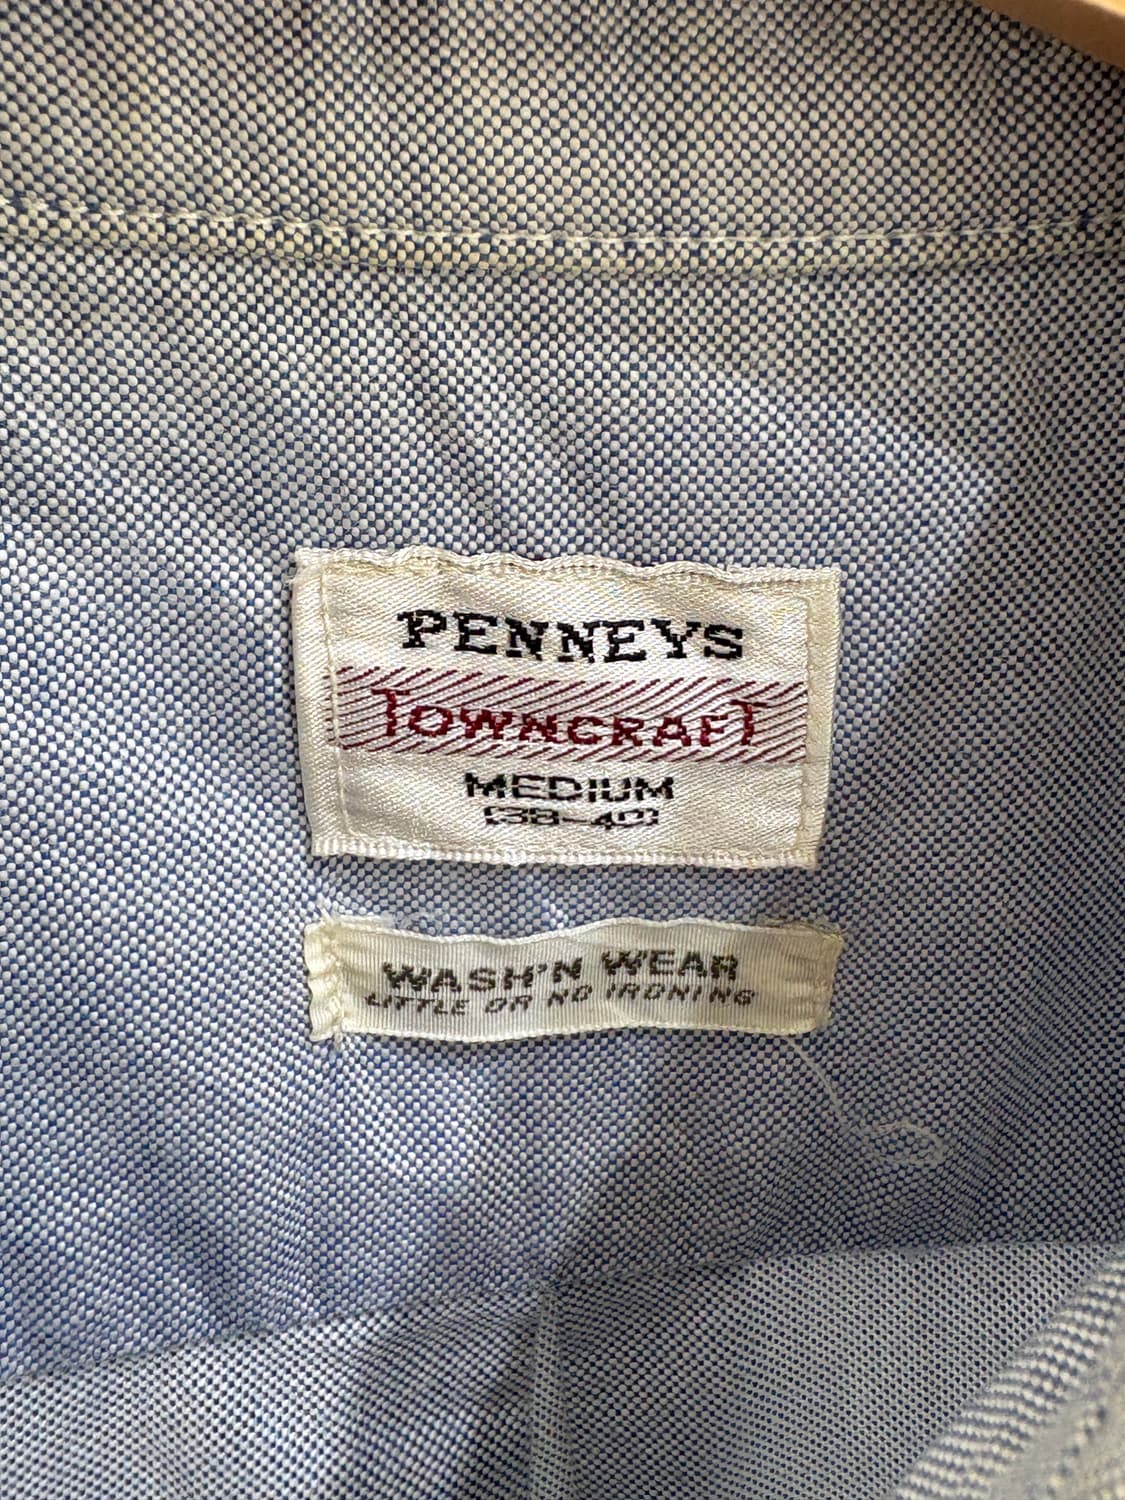 PENNEYS
TOWNCRAFT
MEDIUM
[38-40]
WASH'N WEAR
LITTLE OR NO IRONING